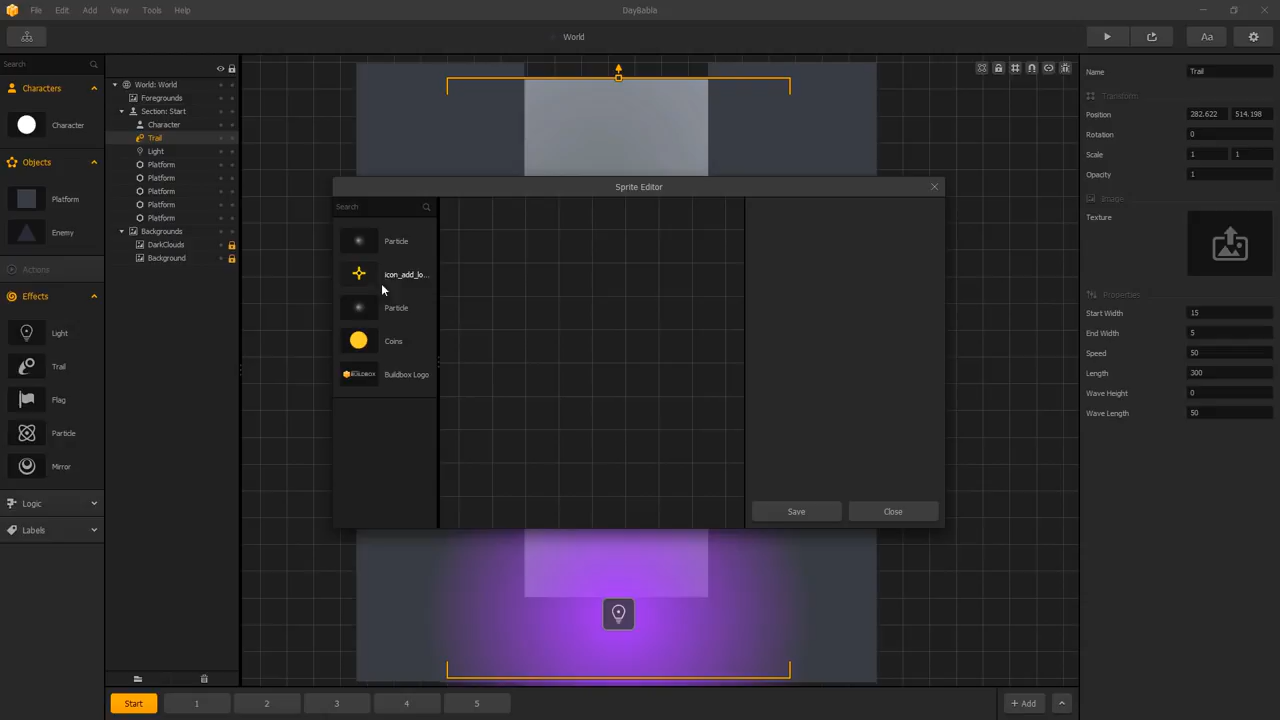 File Edit View Add Tools Help
DayBabla
World
Aa
Search
Characters
Character
Objects
Platform
Enemy
Actions
Effects
Light
Trail
Flag
Particle
Mirror
Logic
Labels
World: World
Foregrounds
Section: Start
Character
Trail
Light
Platform
Platform
Platform
Platform
Platform
Backgrounds
DarkClouds
Background
Sprite Editor
Search
Particle
icon_add_lo...
Particle
Coins
BUILDBOX
Buildbox Logo
Save
Close
Name Trail
Transform
Position 282.622 514.198
Rotation 0
Scale 1 1
Opacity 1
Image
Texture
Properties
Start Width 15
End Width 5
Speed 50
Length 300
Wave Height 0
Wave Length 50
Start 1 2 3 4 5
+ Add